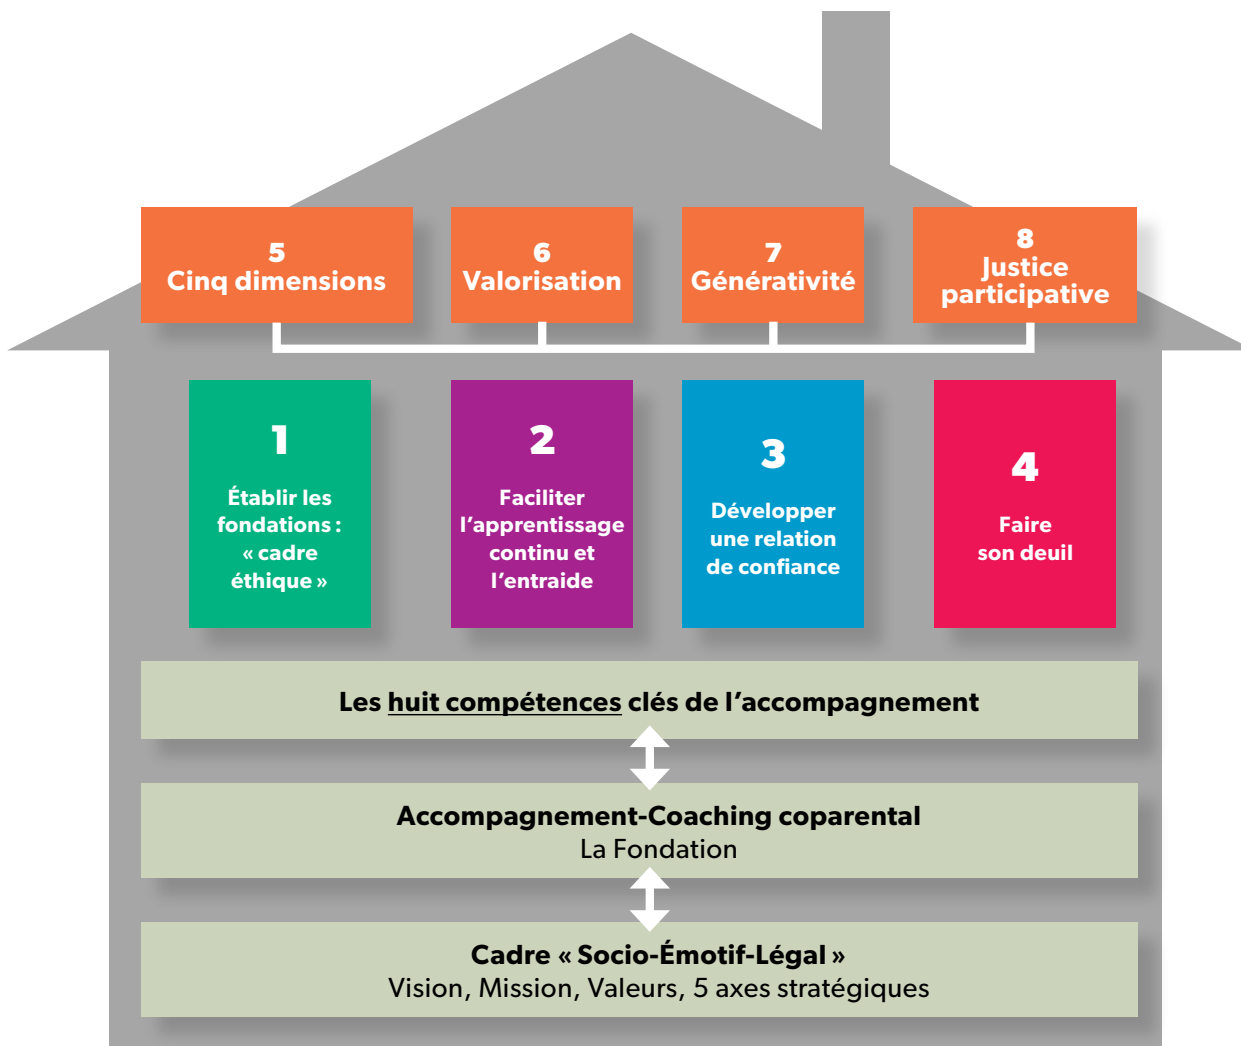 5
Cinq dimensions
6
Valorisation
7
Générativité
8
Justice
participative
1
Établir les
fondations :
« cadre
éthique »
2
Faciliter
l’apprentissage
continu et
l’entraide
3
Développer
une relation
de confiance
4
Faire
son deuil
Les huit compétences clés de l’accompagnement
Accompagnement-Coaching coparental
La Fondation
Cadre « Socio-Émotif-Légal »
Vision, Mission, Valeurs, 5 axes stratégiques